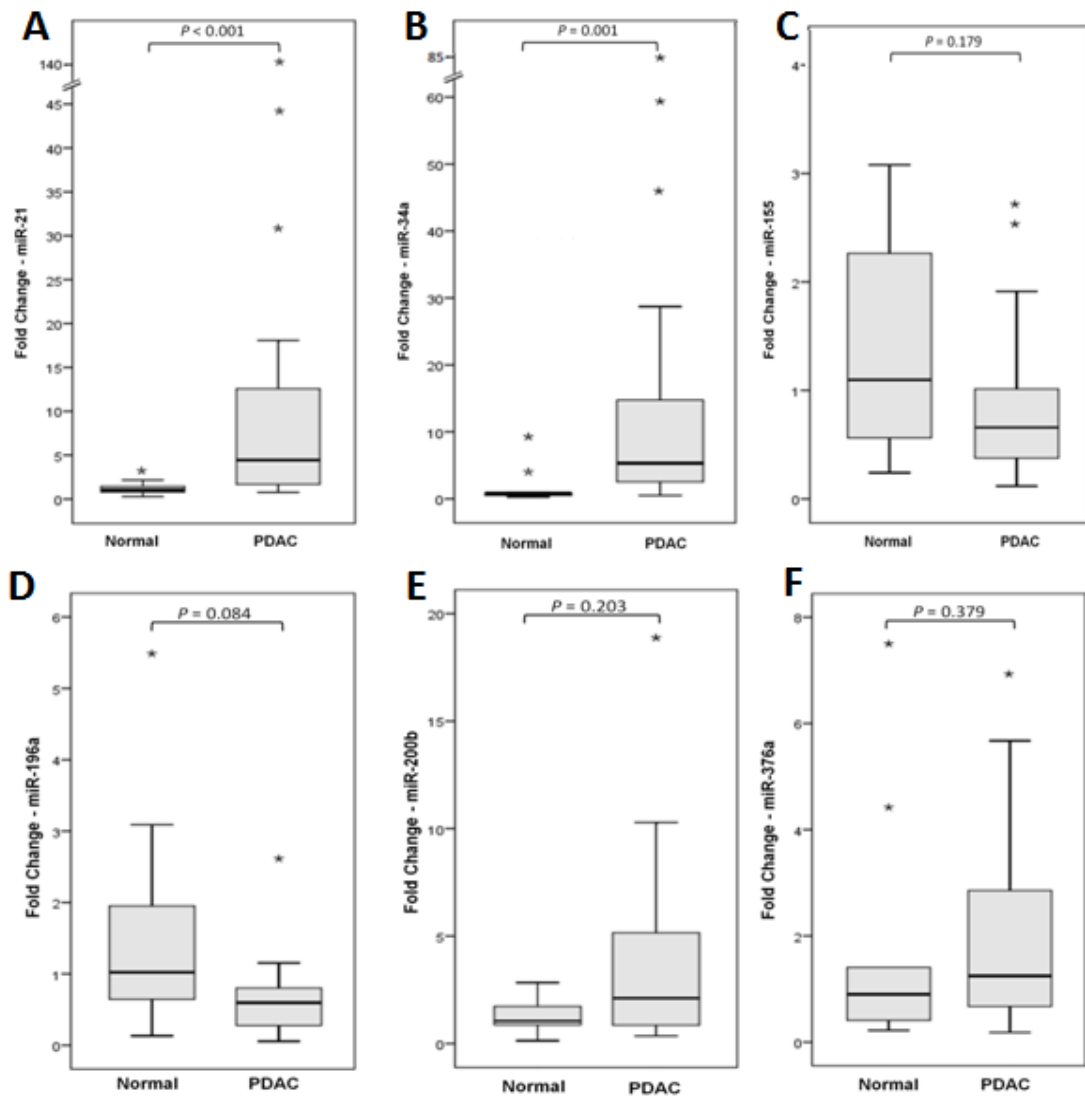 A
P < 0.001
140
45
40
35
30
25
20
15
10
5
0
Fold Change - miR-21
Normal PDAC
B
P = 0.001
85
60
50
40
30
20
10
0
Fold Change - miR-34a
Normal PDAC
C
P = 0.179
4
3
2
1
0
Fold Change - miR-155
Normal PDAC
D
P = 0.084
6
5
4
3
2
1
0
Fold Change - miR-196a
Normal PDAC
E
P = 0.203
20
15
10
5
0
Fold Change - miR-200b
Normal PDAC
F
P = 0.379
8
6
4
2
0
Fold Change - miR-376a
Normal PDAC